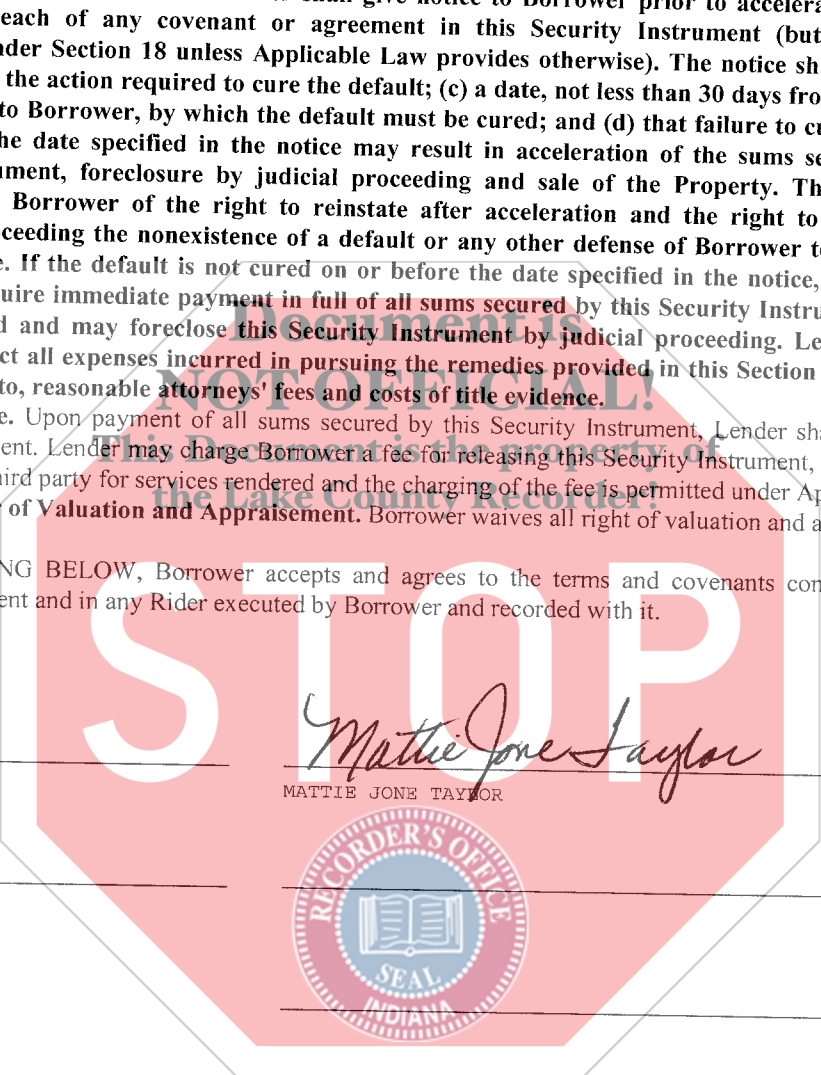 give notice to Borrower prior to accelera
each of any covenant or agreement in this Security Instrument (but
nder Section 18 unless Applicable Law provides otherwise). The notice sh
the action required to cure the default; (c) a date, not less than 30 days fro
to Borrower, by which the default must be cured; and (d) that failure to cu
he date specified in the notice may result in acceleration of the sums se
ument, foreclosure by judicial proceeding and sale of the Property. Th
Borrower of the right to reinstate after acceleration and the right to
oceeding the nonexistence of a default or any other defense of Borrower to
e. If the default is not cured on or before the date specified in the notice,
uire immediate payment in full of all sums secured by this Security Instru
d and may foreclose this Security Instrument by judicial proceeding. Le
ct all expenses incurred in pursuing the remedies provided in this Section
to, reasonable attorneys' fees and costs of title evidence.
e. Upon payment of all sums secured by this Security Instrument, Lender sha
ent. Lender may charge Borrower a fee for releasing this Security Instrument,
hird party for services rendered and the charging of the fee is permitted under Ap
r of Valuation and Appraisement. Borrower waives all right of valuation and a
NG BELOW, Borrower accepts and agrees to the terms and covenants con
ent and in any Rider executed by Borrower and recorded with it.
Document is
NOT OFFICIAL!
This Document is the property of
the Lake County Recorder!
STOP
Mattie Jone Taylor
MATTIE JONE TAYLOR
RECORDER'S OFFICE
SEAL
INDIANA